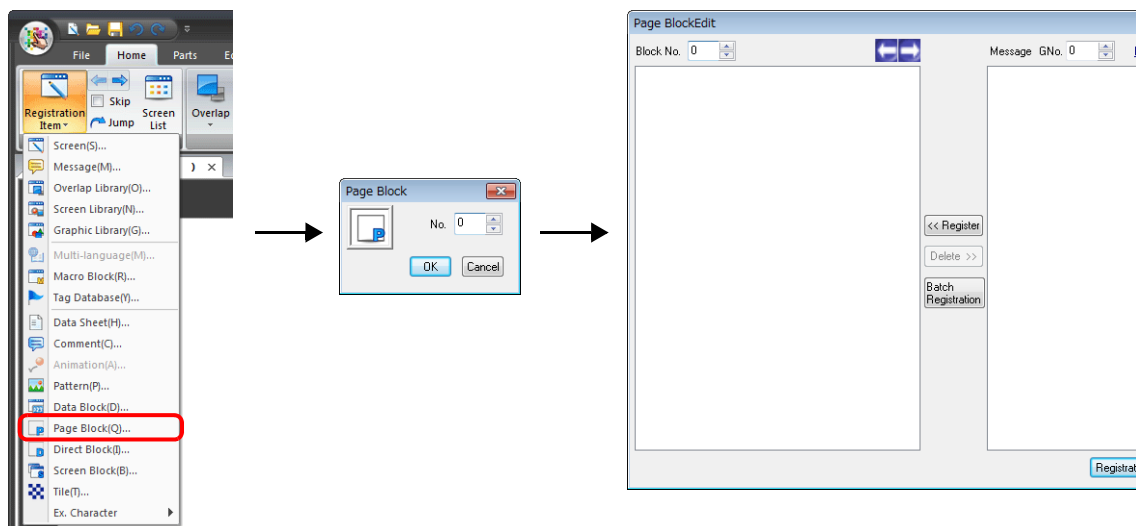 File Home Parts
Registration
Item
Skip
Jump
Screen
List
Overlap
Screen(S)...
Message(M)...
Overlap Library(O)...
Screen Library(N)...
Graphic Library(G)...
Multi-language(M)...
Macro Block(R)...
Tag Database(Y)...
Data Sheet(H)...
Comment(C)...
Animation(A)...
Pattern(P)...
Data Block(D)...
Page Block(Q)...
Direct Block(I)...
Screen Block(B)...
Tile(T)...
Ex. Character
)
Page Block
No. 0
OK Cancel
Page BlockEdit
Block No. 0
Message GNo. 0
<< Register
Delete >>
Batch
Registration
Registrat